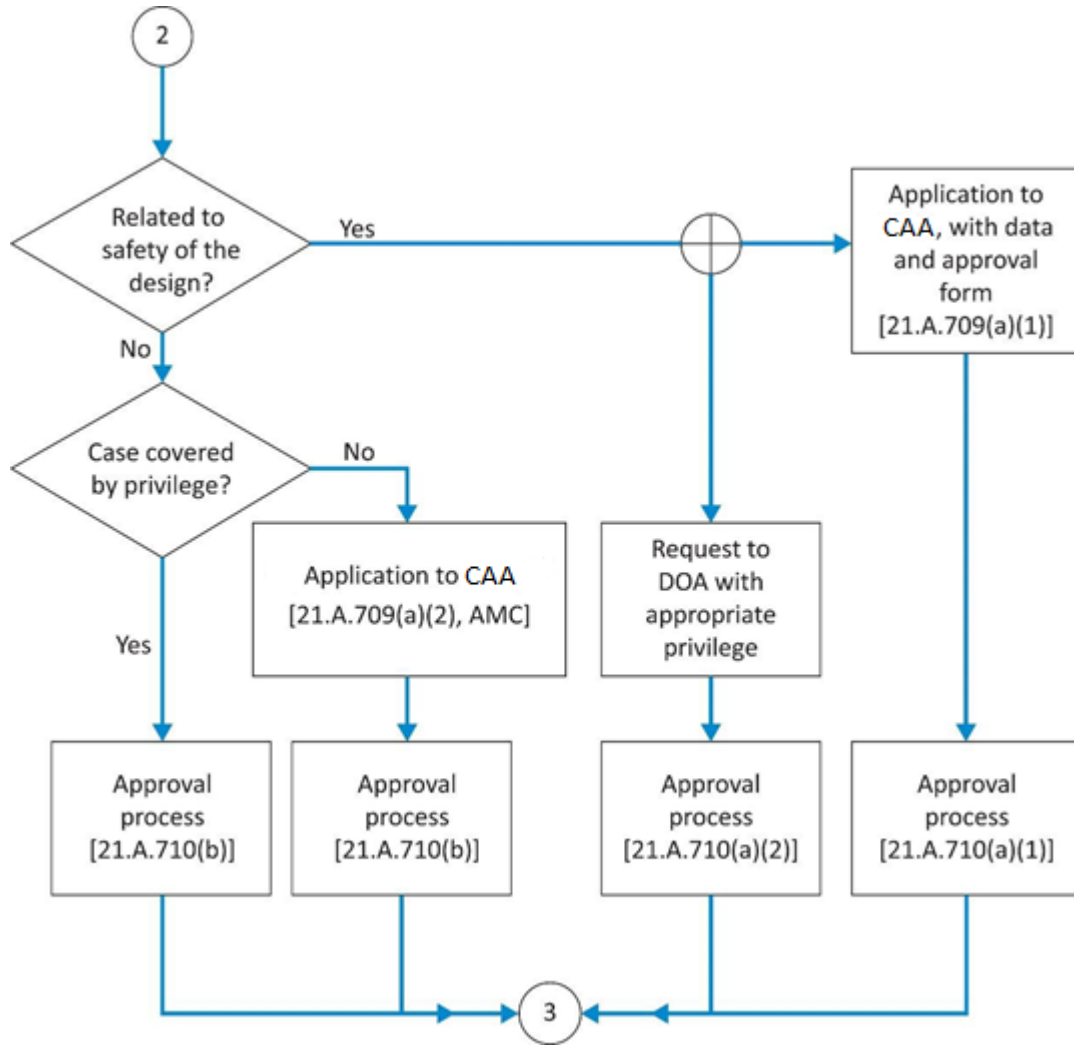 2
Related to
safety of the
design?
Yes
Application to
CAA, with data
and approval
form
[21.A.709(a)(1)]
No
Case covered
by privilege?
No
Application to CAA
[21.A.709(a)(2), AMC]
Request to
DOA with
appropriate
privilege
Yes
Approval
process
[21.A.710(b)]
Approval
process
[21.A.710(b)]
Approval
process
[21.A.710(a)(2)]
Approval
process
[21.A.710(a)(1)]
3